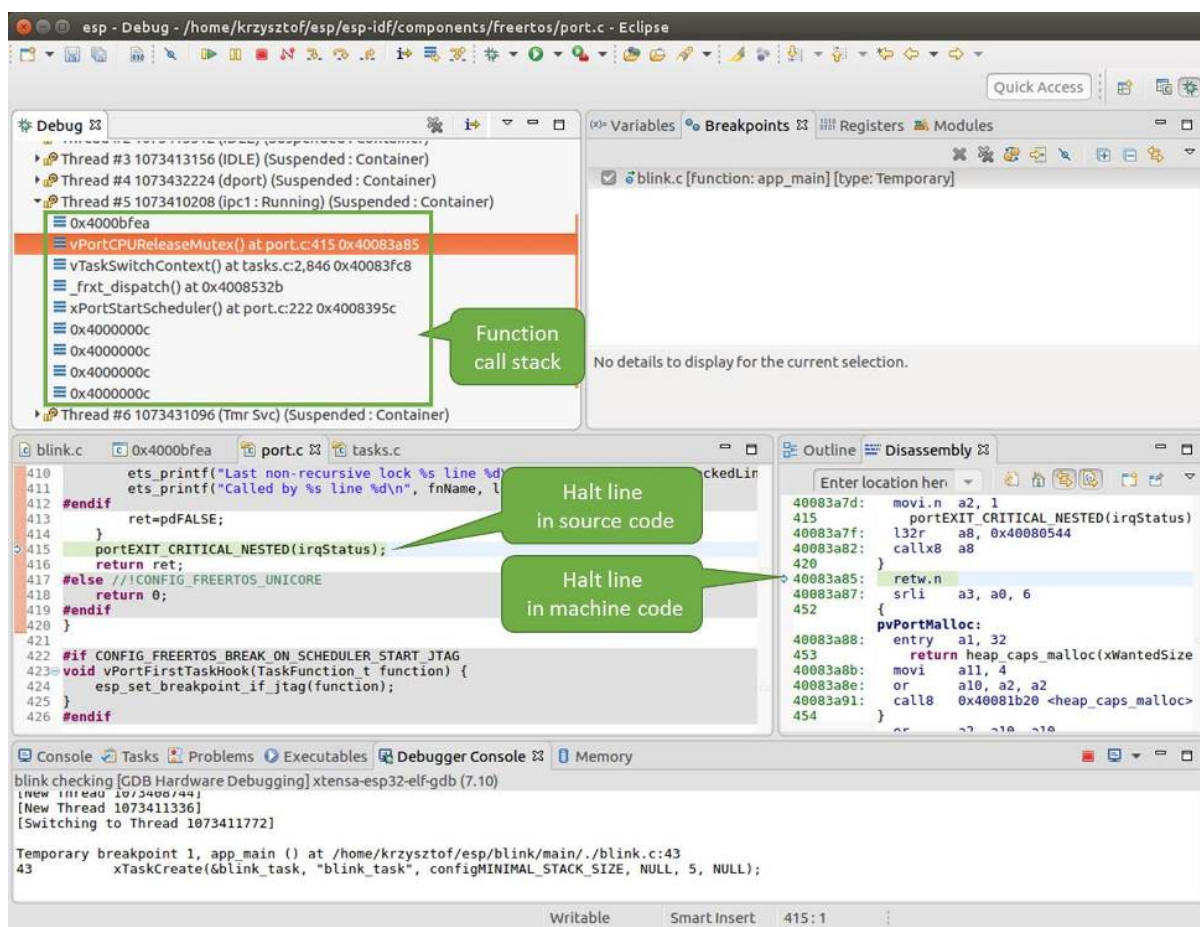 esp - Debug - /home/krzysztof/esp/esp-idf/components/freertos/port.c - Eclipse
Quick Access
Debug
Thread #3 1073413156 (IDLE) (Suspended : Container)
Thread #4 1073432224 (dport) (Suspended : Container)
Thread #5 1073410208 (ipc1 : Running) (Suspended : Container)
0x4000bfea
vPortCPUReleaseMutex() at port.c:415 0x40083a85
vTaskSwitchContext() at tasks.c:2,846 0x40083fc8
_frxt_dispatch() at 0x4008532b
xPortStartScheduler() at port.c:222 0x4008395c
0x4000000c
0x4000000c
0x4000000c
0x4000000c
Thread #6 1073431096 (Tmr Svc) (Suspended : Container)
Function
call stack
(x)= Variables Breakpoints Registers Modules
blink.c [function: app_main] [type: Temporary]
No details to display for the current selection.
blink.c 0x4000bfea port.c tasks.c
410 ets_printf("Last non-recursive lock %s line %d ckedLin
411 ets_printf("Called by %s line %d\n", fnName, l
412 #endif
413 ret=pdFALSE;
414 }
415 portEXIT_CRITICAL_NESTED(irqStatus);
416 return ret;
417 #else //!CONFIG_FREERTOS_UNICORE
418 return 0;
419 #endif
420 }
421
422 #if CONFIG_FREERTOS_BREAK_ON_SCHEDULER_START_JTAG
423 void vPortFirstTaskHook(TaskFunction_t function) {
424 esp_set_breakpoint_if_jtag(function);
425 }
426 #endif
Halt line
in source code
Halt line
in machine code
Outline Disassembly
Enter location her
40083a7d: movi.n a2, 1
415 portEXIT_CRITICAL_NESTED(irqStatus)
40083a7f: l32r a8, 0x40080544
40083a82: callx8 a8
420 }
40083a85: retw.n
40083a87: srli a3, a0, 6
452 {
pvPortMalloc:
40083a88: entry a1, 32
453 return heap_caps_malloc(xWantedSize
40083a8b: movi a11, 4
40083a8e: or a10, a2, a2
40083a91: call8 0x40081b20 <heap_caps_malloc>
454 }
Console Tasks Problems Executables Debugger Console Memory
blink checking [GDB Hardware Debugging] xtensa-esp32-elf-gdb (7.10)
[New Thread 1073408744]
[New Thread 1073411336]
[Switching to Thread 1073411772]
Temporary breakpoint 1, app_main () at /home/krzysztof/esp/blink/main/./blink.c:43
43 xTaskCreate(&blink_task, "blink_task", configMINIMAL_STACK_SIZE, NULL, 5, NULL);
Writable Smart Insert 415 : 1